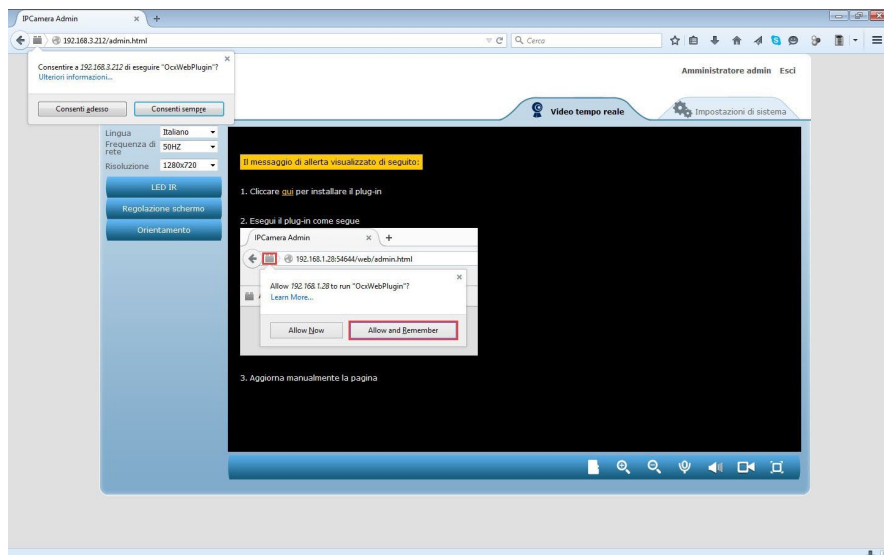 IPCamera Admin
192.168.3.212/admin.html
Cerca
Consentire a 192.168.3.212 di eseguire "OcxWebPlugin"?
Ulteriori informazioni...
Consenti adesso
Consenti sempre
Amministratore admin Esci
Video tempo reale
Impostazioni di sistema
Lingua Italiano
Frequenza di rete 50HZ
Risoluzione 1280x720
LED IR
Regolazione schermo
Orientamento
Il messaggio di allerta visualizzato di seguito:
1. Cliccare qui per installare il plug-in
2. Esegui il plug-in come segue
IPCamera Admin
192.168.1.28:54644/web/admin.html
Allow 192.168.1.28 to run "OcxWebPlugin"?
Learn More...
Allow Now
Allow and Remember
3. Aggiorna manualmente la pagina